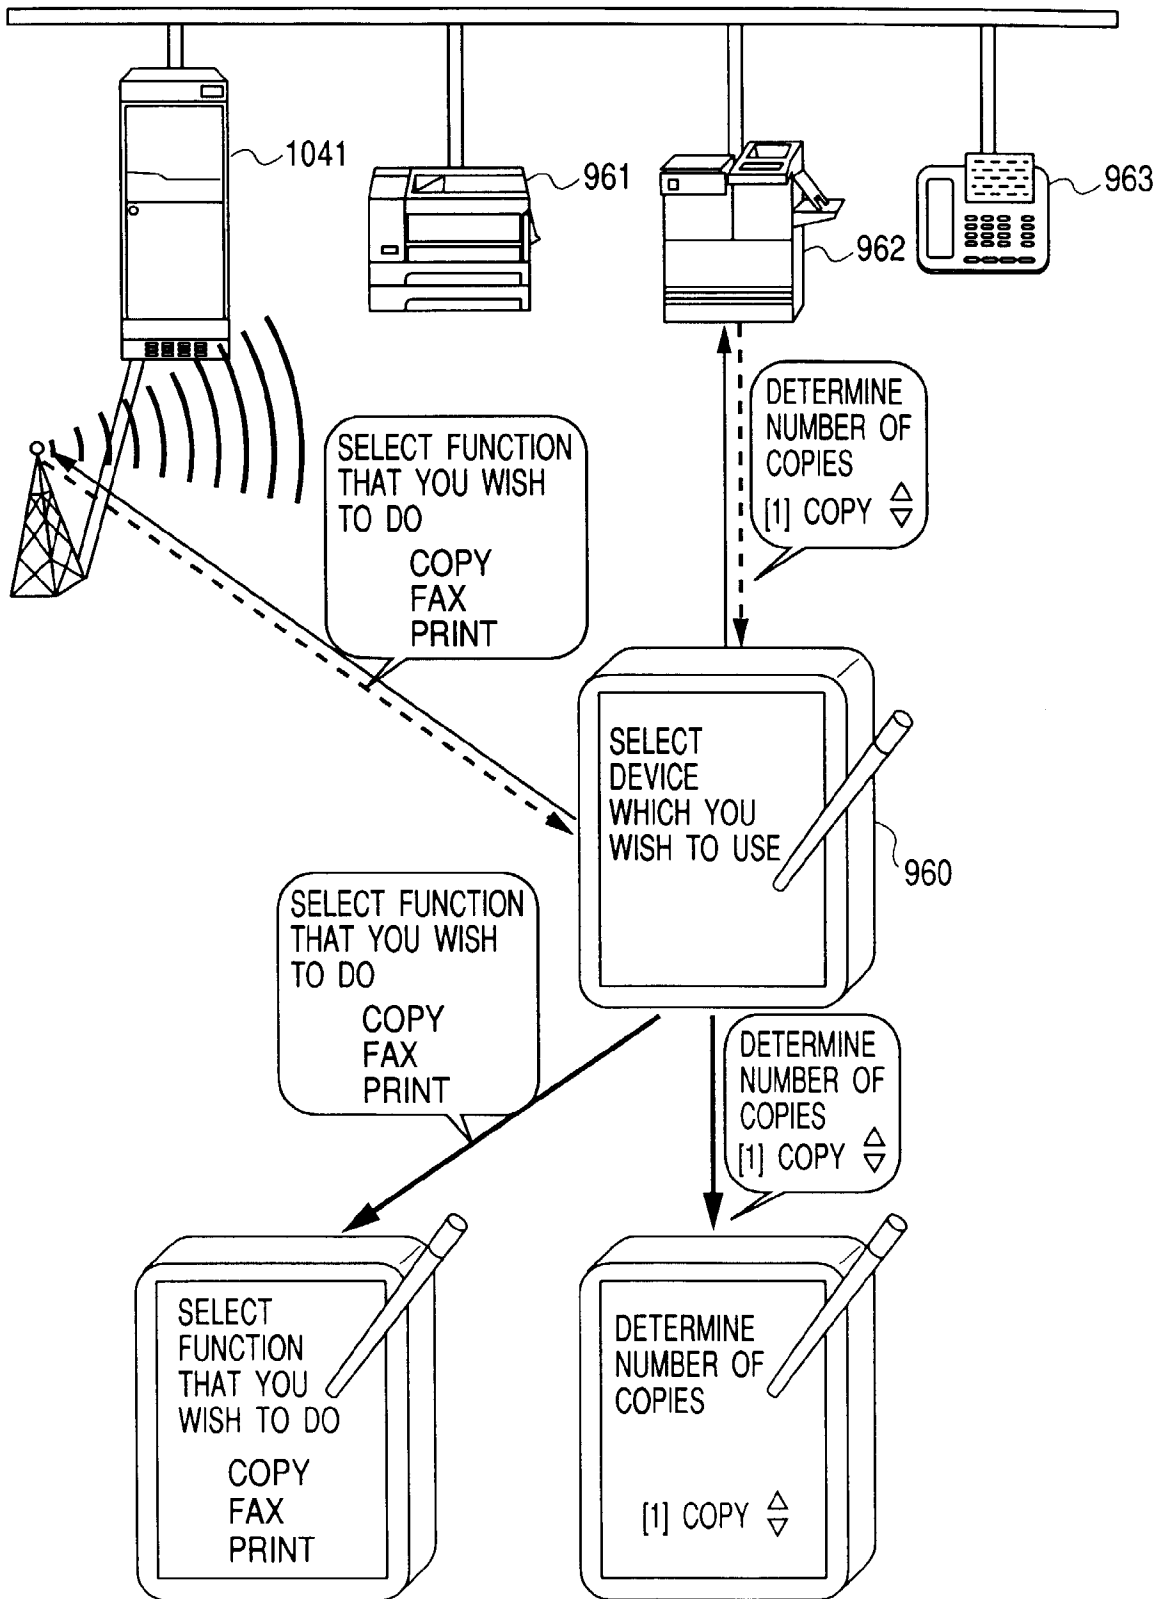 1041
961
962
963
DETERMINE
NUMBER OF
COPIES
[1] COPY
SELECT FUNCTION
THAT YOU WISH
TO DO
COPY
FAX
PRINT
SELECT
DEVICE
WHICH YOU
WISH TO USE
960
SELECT FUNCTION
THAT YOU WISH
TO DO
COPY
FAX
PRINT
DETERMINE
NUMBER OF
COPIES
[1] COPY
SELECT
FUNCTION
THAT YOU
WISH TO DO
COPY
FAX
PRINT
DETERMINE
NUMBER OF
COPIES
[1] COPY